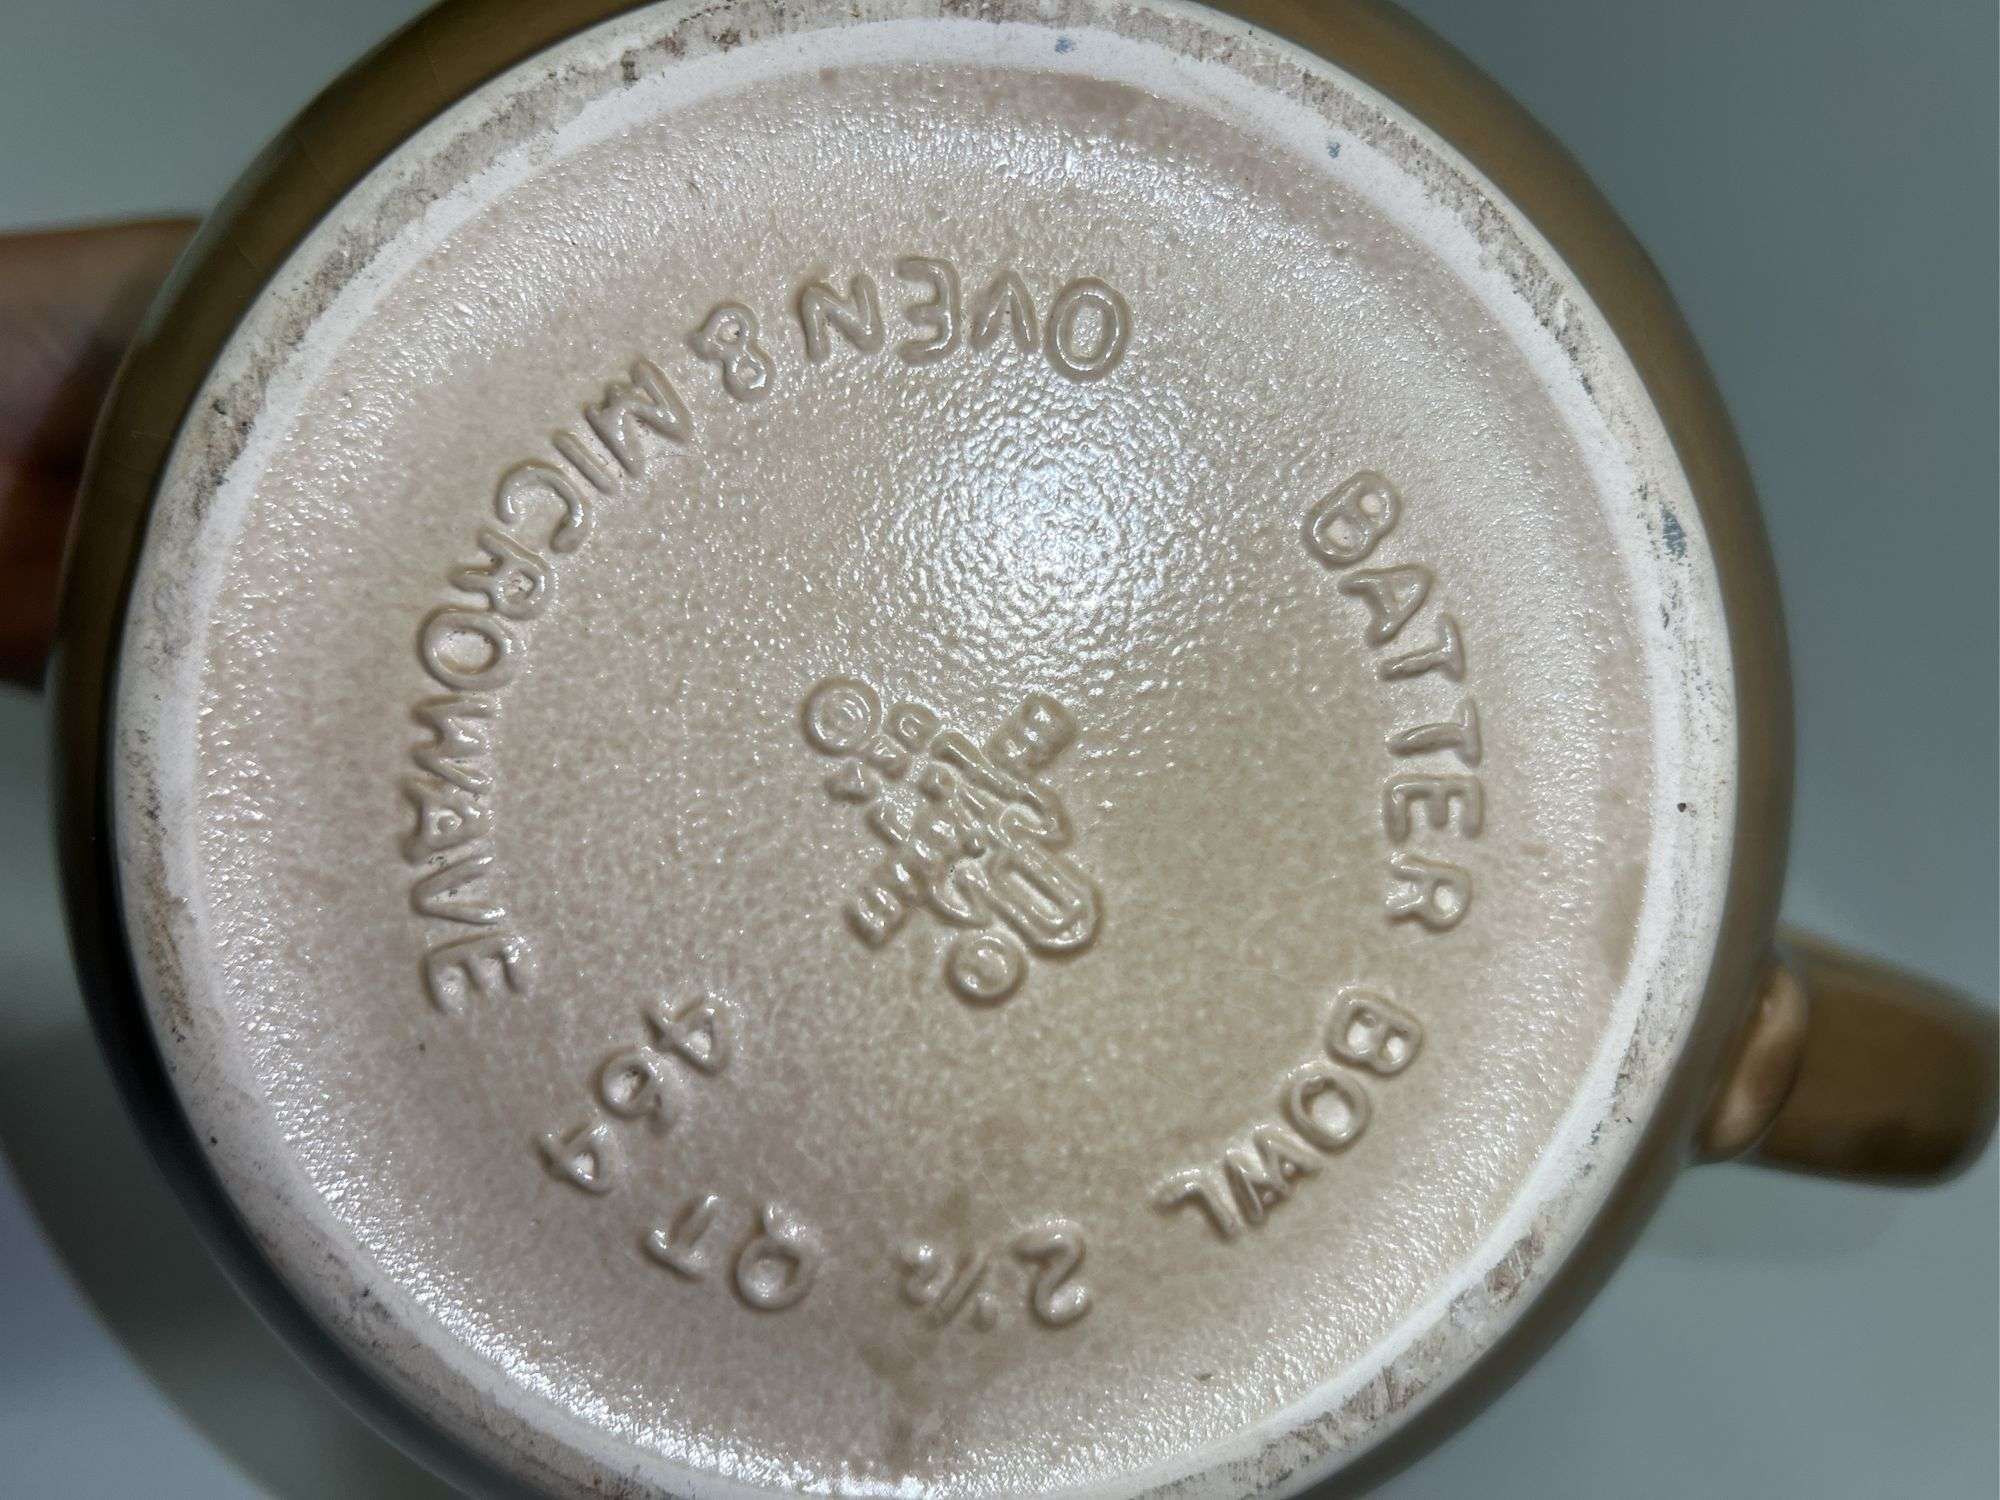 BATTER BOWL
2½ QT
464
OVEN & MICROWAVE